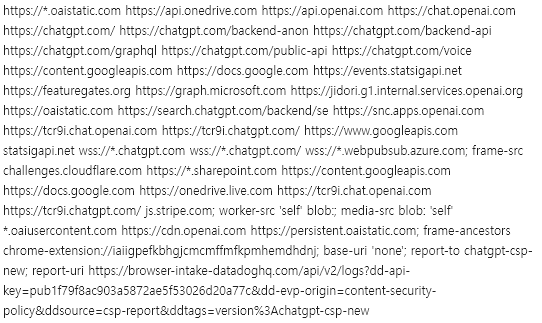 https://*.oaistatic.com https://api.onedrive.com https://api.openai.com https://chat.openai.com
https://chatgpt.com/ https://chatgpt.com/backend-anon https://chatgpt.com/backend-api
https://chatgpt.com/graphql https://chatgpt.com/public-api https://chatgpt.com/voice
https://content.googleapis.com https://docs.google.com https://events.statsigapi.net
https://featuregates.org https://graph.microsoft.com https://jidori.g1.internal.services.openai.org
https://oaistatic.com https://search.chatgpt.com/backend/se https://snc.apps.openai.com
https://tcr9i.chat.openai.com https://tcr9i.chatgpt.com/ https://www.googleapis.com
statsigapi.net wss://*.chatgpt.com wss://*.chatgpt.com/ wss://*.webpubsub.azure.com; frame-src
challenges.cloudflare.com https://*.sharepoint.com https://content.googleapis.com
https://docs.google.com https://onedrive.live.com https://tcr9i.chat.openai.com
https://tcr9i.chatgpt.com/ js.stripe.com; worker-src 'self' blob:; media-src blob: 'self'
*.oaiusercontent.com https://cdn.openai.com https://persistent.oaistatic.com; frame-ancestors
chrome-extension://iaiigpefkbhgjcmcmffmfkpmhemdhdnj; base-uri 'none'; report-to chatgpt-csp-
new; report-uri https://browser-intake-datadoghq.com/api/v2/logs?dd-api-
key=pub1f79f8ac903a5872ae5f53026d20a77c&dd-evp-origin=content-security-
policy&ddsource=csp-report&ddtags=version%3Achatgpt-csp-new